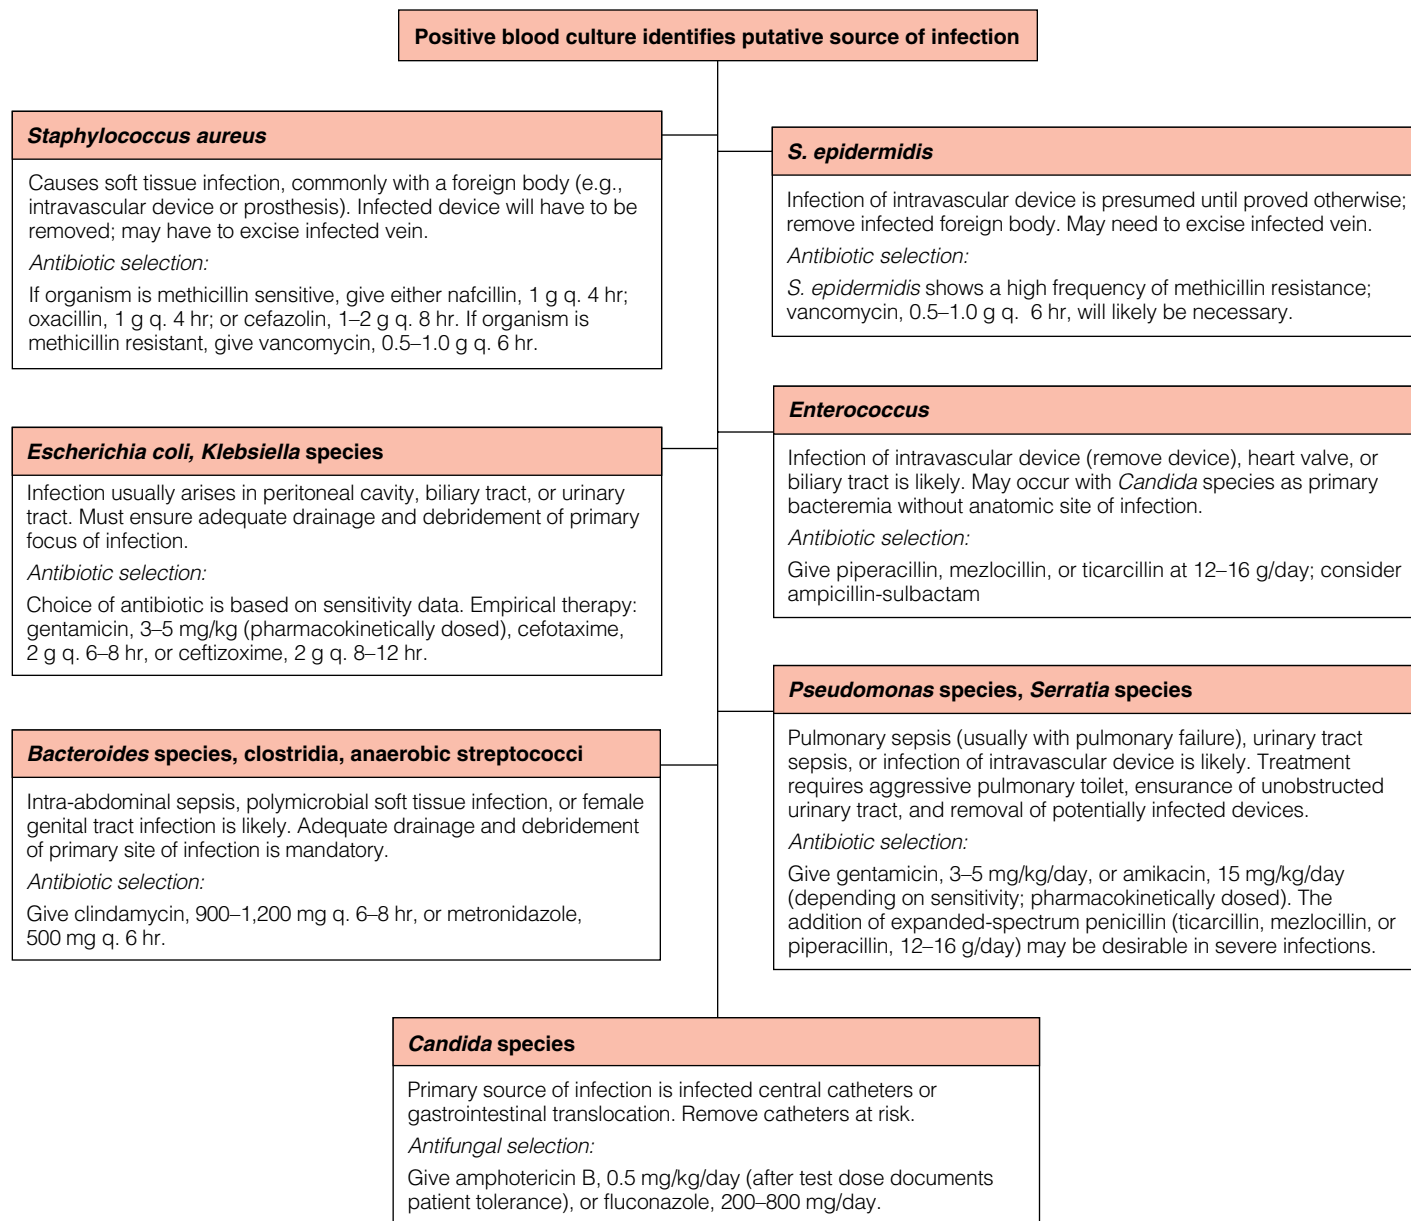 Positive blood culture identifies putative source of infection
Staphylococcus aureus
Causes soft tissue infection, commonly with a foreign body (e.g.,
intravascular device or prosthesis). Infected device will have to be
removed; may have to excise infected vein.
Antibiotic selection:
If organism is methicillin sensitive, give either nafcillin, 1 g q. 4 hr;
oxacillin, 1 g q. 4 hr; or cefazolin, 1–2 g q. 8 hr. If organism is
methicillin resistant, give vancomycin, 0.5–1.0 g q. 6 hr.
S. epidermidis
Infection of intravascular device is presumed until proved otherwise;
remove infected foreign body. May need to excise infected vein.
Antibiotic selection:
S. epidermidis shows a high frequency of methicillin resistance;
vancomycin, 0.5–1.0 g q. 6 hr, will likely be necessary.
Escherichia coli, Klebsiella species
Infection usually arises in peritoneal cavity, biliary tract, or urinary
tract. Must ensure adequate drainage and debridement of primary
focus of infection.
Antibiotic selection:
Choice of antibiotic is based on sensitivity data. Empirical therapy:
gentamicin, 3–5 mg/kg (pharmacokinetically dosed), cefotaxime,
2 g q. 6–8 hr, or ceftizoxime, 2 g q. 8–12 hr.
Enterococcus
Infection of intravascular device (remove device), heart valve, or
biliary tract is likely. May occur with Candida species as primary
bacteremia without anatomic site of infection.
Antibiotic selection:
Give piperacillin, mezlocillin, or ticarcillin at 12–16 g/day; consider
ampicillin-sulbactam
Bacteroides species, clostridia, anaerobic streptococci
Intra-abdominal sepsis, polymicrobial soft tissue infection, or female
genital tract infection is likely. Adequate drainage and debridement
of primary site of infection is mandatory.
Antibiotic selection:
Give clindamycin, 900–1,200 mg q. 6–8 hr, or metronidazole,
500 mg q. 6 hr.
Pseudomonas species, Serratia species
Pulmonary sepsis (usually with pulmonary failure), urinary tract
sepsis, or infection of intravascular device is likely. Treatment
requires aggressive pulmonary toilet, ensurance of unobstructed
urinary tract, and removal of potentially infected devices.
Antibiotic selection:
Give gentamicin, 3–5 mg/kg/day, or amikacin, 15 mg/kg/day
(depending on sensitivity; pharmacokinetically dosed). The
addition of expanded-spectrum penicillin (ticarcillin, mezlocillin, or
piperacillin, 12–16 g/day) may be desirable in severe infections.
Candida species
Primary source of infection is infected central catheters or
gastrointestinal translocation. Remove catheters at risk.
Antifungal selection:
Give amphotericin B, 0.5 mg/kg/day (after test dose documents
patient tolerance), or fluconazole, 200–800 mg/day.